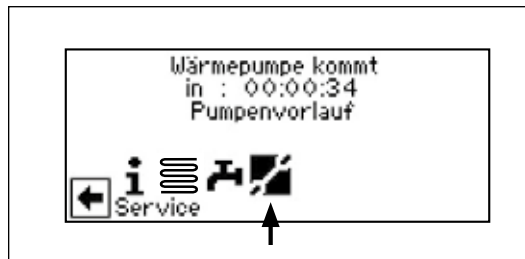 Wärmepumpe kommt
in : 00:00:34
Pumpenvorlauf
Service